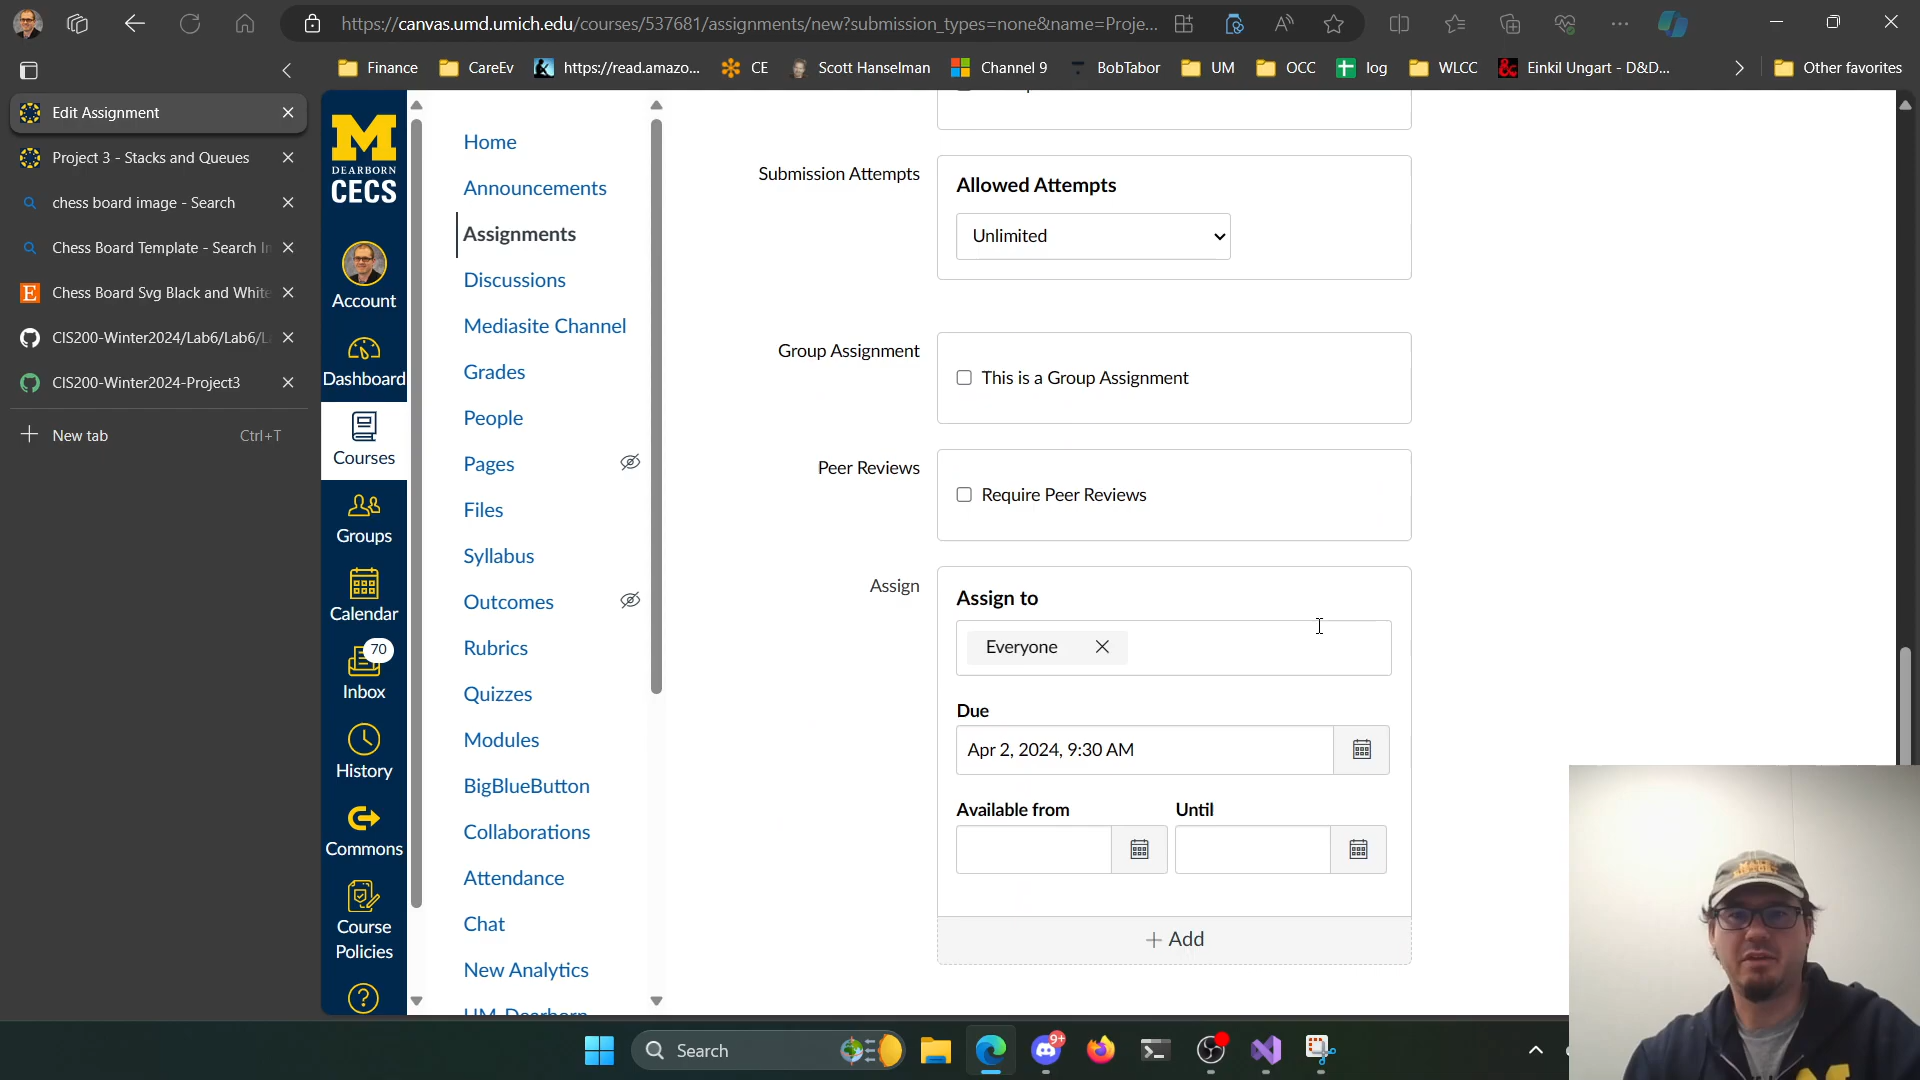 https://canvas.umd.umich.edu/courses/537681/assignments/new?submission_types=none&name=Proje...
Finance
CareEv
https://read.amazo...
CE
Scott Hanselman
Channel 9
BobTabor
UM
OCC
log
WLCC
Einkil Ungart - D&D...
Other favorites
Edit Assignment
Project 3 - Stacks and Queues
chess board image - Search
Chess Board Template - Search In
Chess Board Svg Black and White
CIS200-Winter2024/Lab6/Lab6/L
CIS200-Winter2024-Project3
New tab
Ctrl+T
M
DEARBORN
CECS
Account
Dashboard
Courses
Groups
Calendar
70
Inbox
History
Commons
Course
Policies
Home
Announcements
Assignments
Discussions
Mediasite Channel
Grades
People
Pages
Files
Syllabus
Outcomes
Rubrics
Quizzes
Modules
BigBlueButton
Collaborations
Attendance
Chat
New Analytics
UM-Dearborn
Submission Attempts
Allowed Attempts
Unlimited
Group Assignment
This is a Group Assignment
Peer Reviews
Require Peer Reviews
Assign
Assign to
Everyone
Due
Apr 2, 2024, 9:30 AM
Available from
Until
+ Add
Search
9+